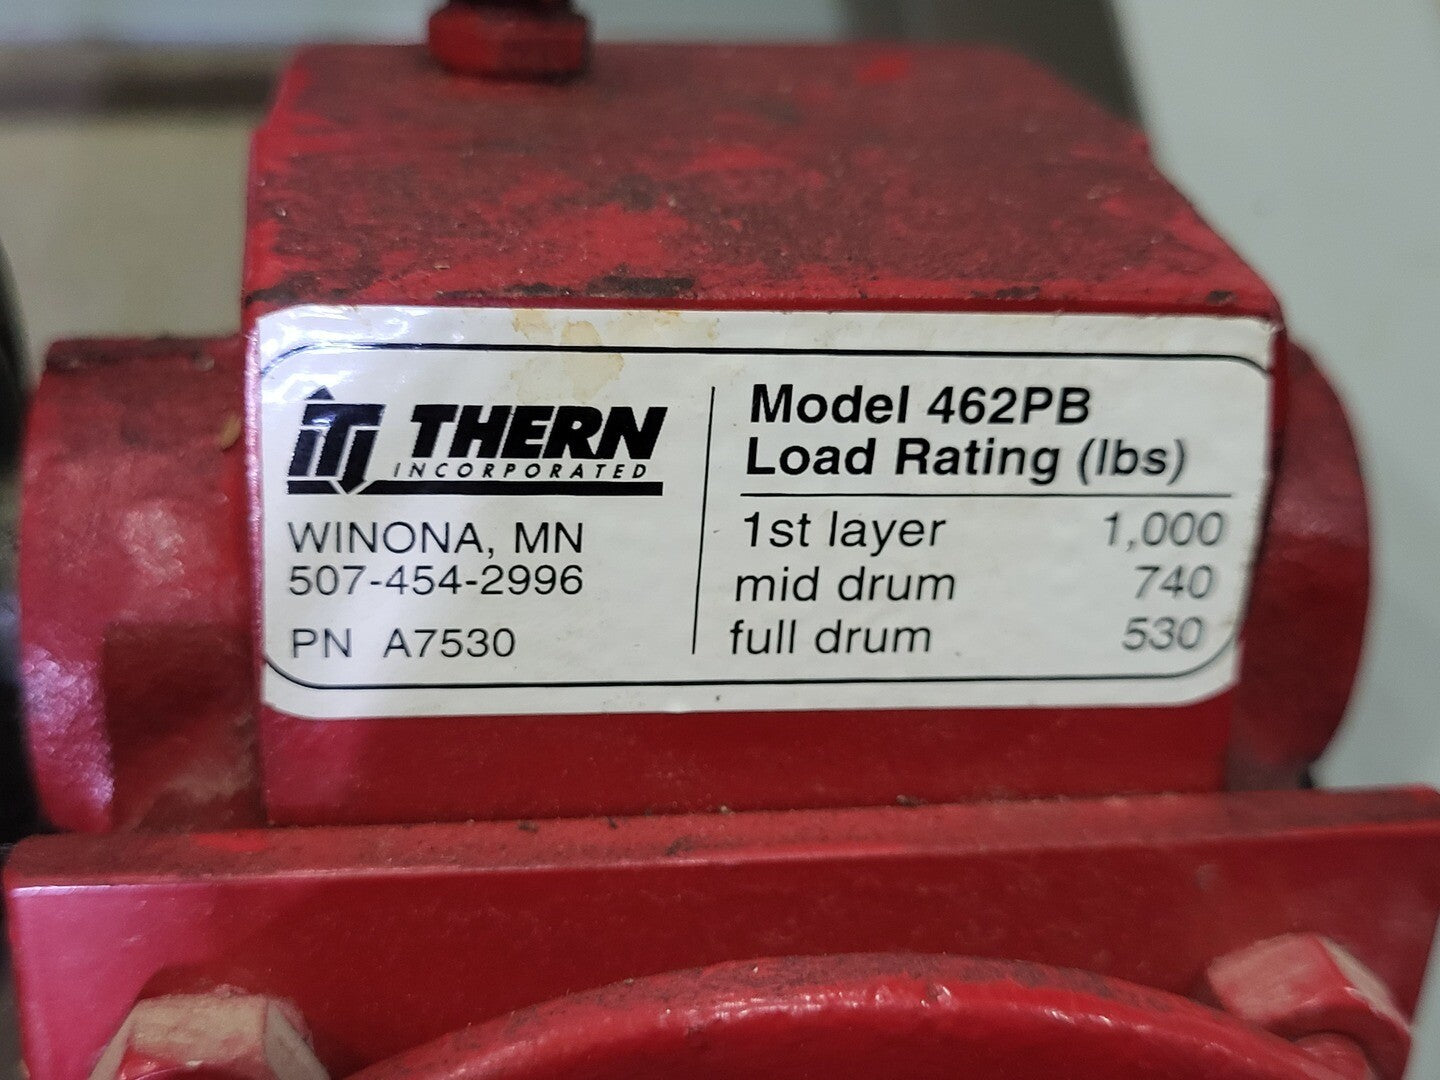 THERN
INCORPORATED
WINONA, MN
507-454-2996
PN A7530
Model 462PB
Load Rating (lbs)
1st layer 1,000
mid drum 740
full drum 530